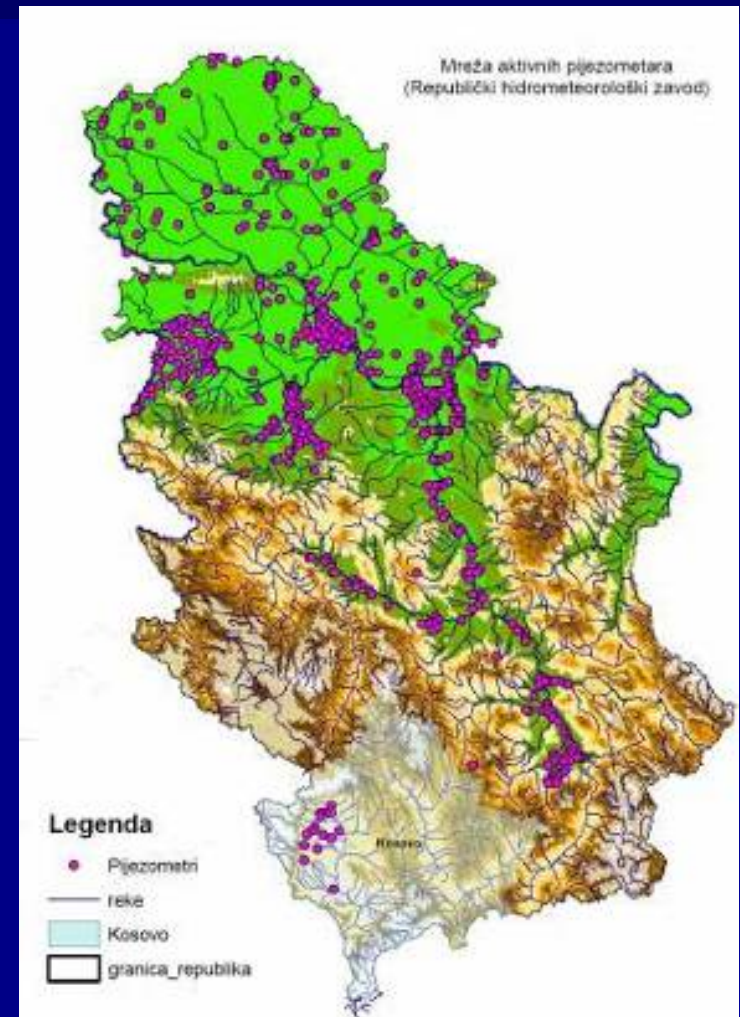 Mreža aktivnih pijezometara
(Republički hidrometeorološki zavod)
Kosovo
Legenda
Pijezometri
reke
Kosovo
granica_republika